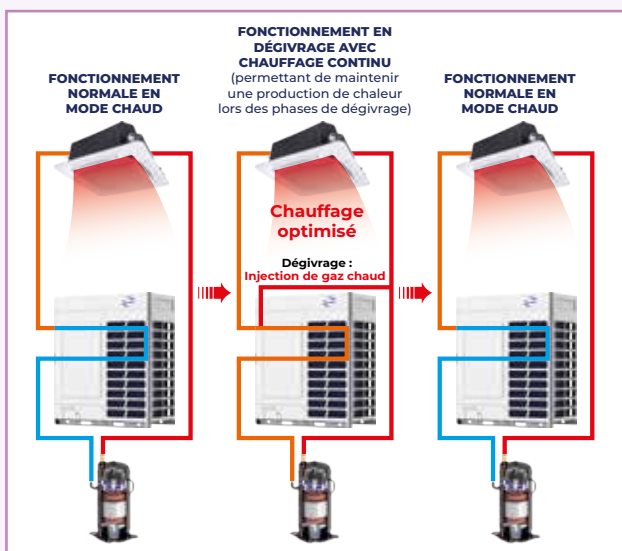 FONCTIONNEMENT
NORMALE EN
MODE CHAUD
FONCTIONNEMENT EN
DÉGIVRAGE AVEC
CHAUFFAGE CONTINU
(permettant de maintenir
une production de chaleur
lors des phases de dégivrage)
FONCTIONNEMENT
NORMALE EN
MODE CHAUD
Chauffage
optimisé
Dégivrage :
Injection de gaz chaud